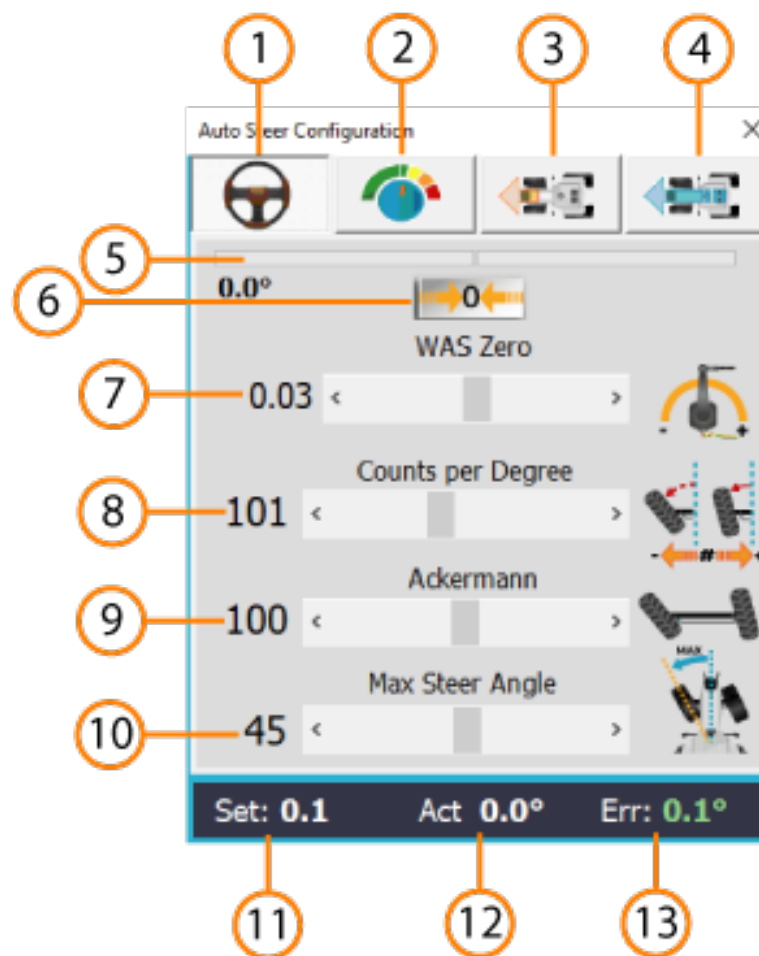 1 2 3 4
Auto Steer Configuration
5
0.0°
6 0
WAS Zero
7 0.03 < >
- +
Counts per Degree
8 101 < >
- #
Ackermann
9 100 < >
Max Steer Angle
MAX
10 45 < >
Set: 0.1 Act 0.0° Err: 0.1°
11 12 13